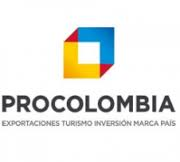 PROCOLOMBIA
EXPORTACIONES TURISMO INVERSIÓN MARCA PAÍS